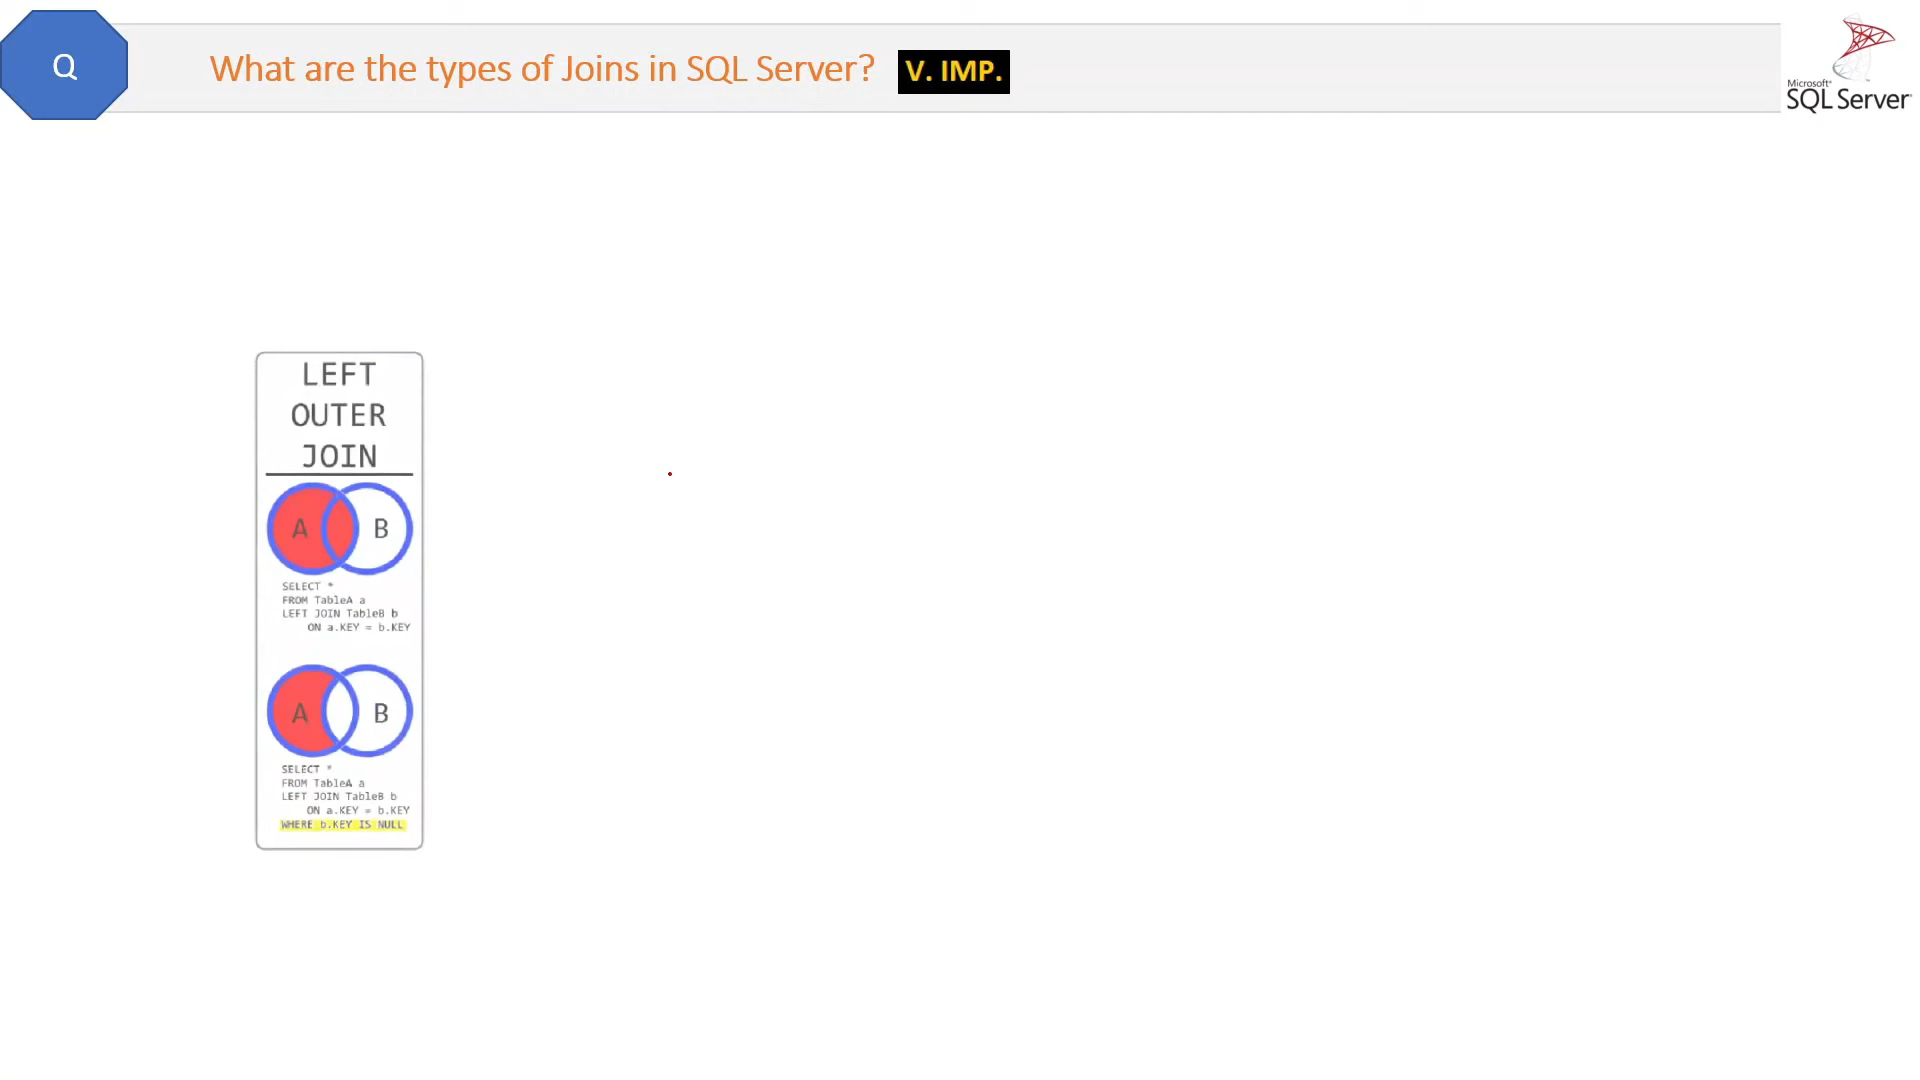 Q
What are the types of Joins in SQL Server? V. IMP.
Microsoft®
SQL Server®
LEFT
OUTER
JOIN
A B
SELECT *
FROM TableA a
LEFT JOIN TableB b
ON a.KEY = b.KEY
A B
SELECT *
FROM TableA a
LEFT JOIN TableB b
ON a.KEY = b.KEY
WHERE b.KEY IS NULL